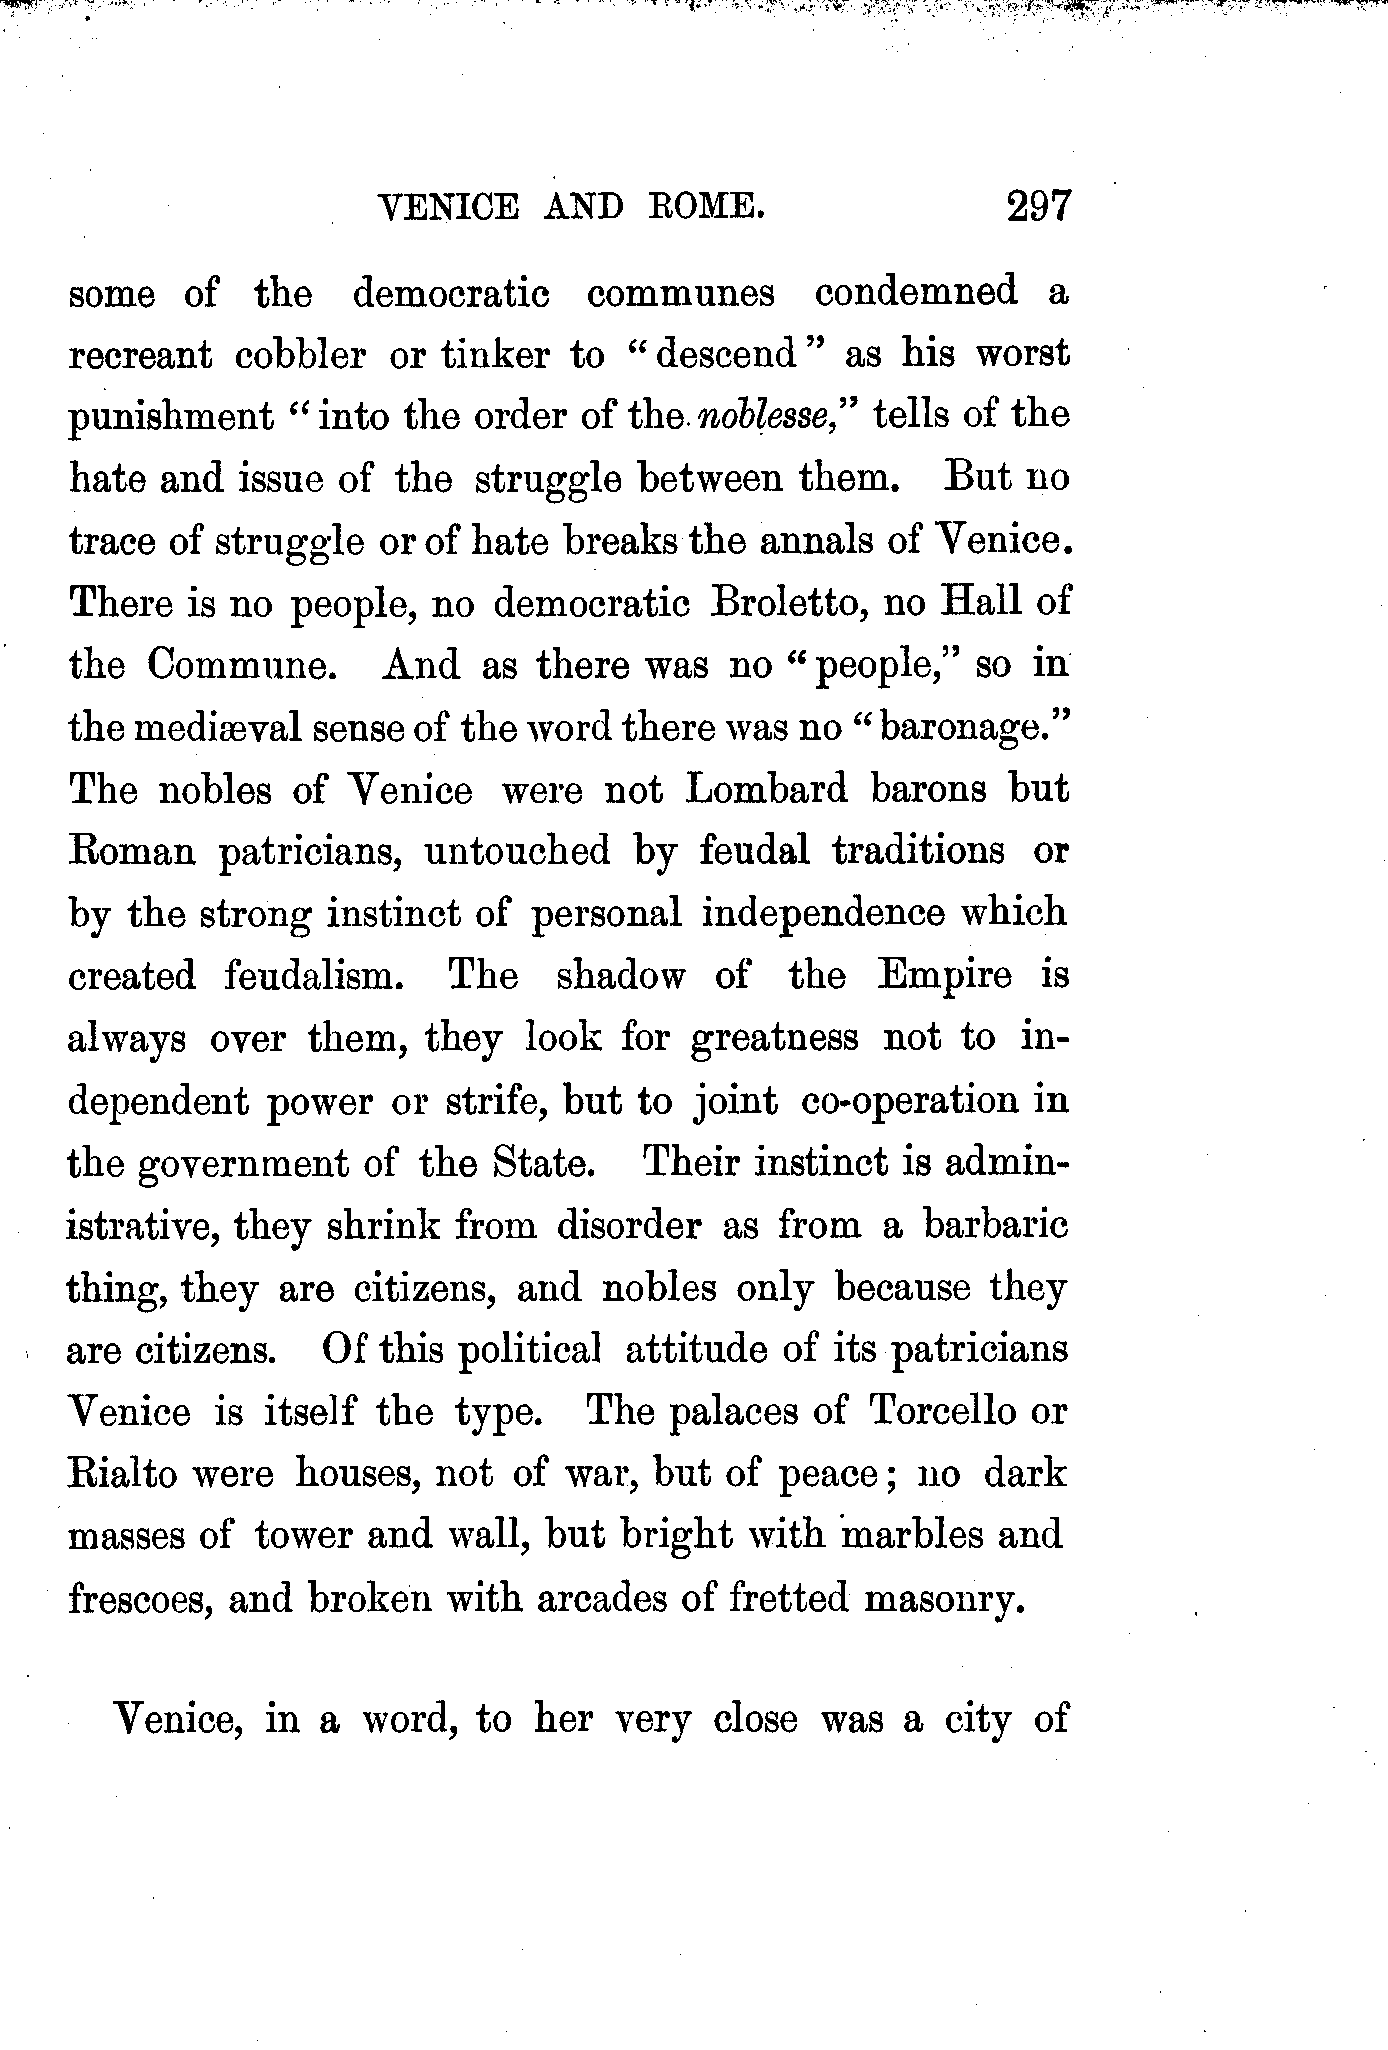 VENICE AND ROME. 297
some of the democratic communes condemned a
recreant cobbler or tinker to “descend” as his worst
punishment “into the order of the noblesse,” tells of the
hate and issue of the struggle between them. But no
trace of struggle or of hate breaks the annals of Venice.
There is no people, no democratic Broletto, no Hall of
the Commune. And as there was no “people,” so in
the mediæval sense of the word there was no “baronage.”
The nobles of Venice were not Lombard barons but
Roman patricians, untouched by feudal traditions or
by the strong instinct of personal independence which
created feudalism. The shadow of the Empire is
always over them, they look for greatness not to in-
dependent power or strife, but to joint co-operation in
the government of the State. Their instinct is admin-
istrative, they shrink from disorder as from a barbaric
thing, they are citizens, and nobles only because they
are citizens. Of this political attitude of its patricians
Venice is itself the type. The palaces of Torcello or
Rialto were houses, not of war, but of peace; no dark
masses of tower and wall, but bright with marbles and
frescoes, and broken with arcades of fretted masonry.
Venice, in a word, to her very close was a city of